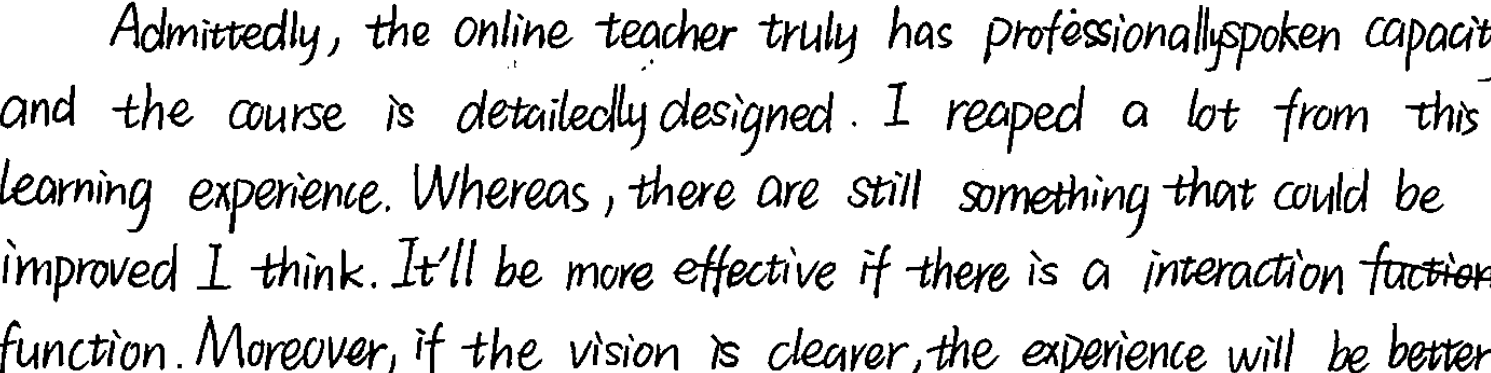 Admittedly, the online teacher truly has professionallyspoken capacit
and the course is detailedly designed. I reaped a lot from this
learning experience. Whereas, there are still something that could be
improved I think. It'll be more effective if there is a interaction
function. Moreover, if the vision is clearer, the experience will be better